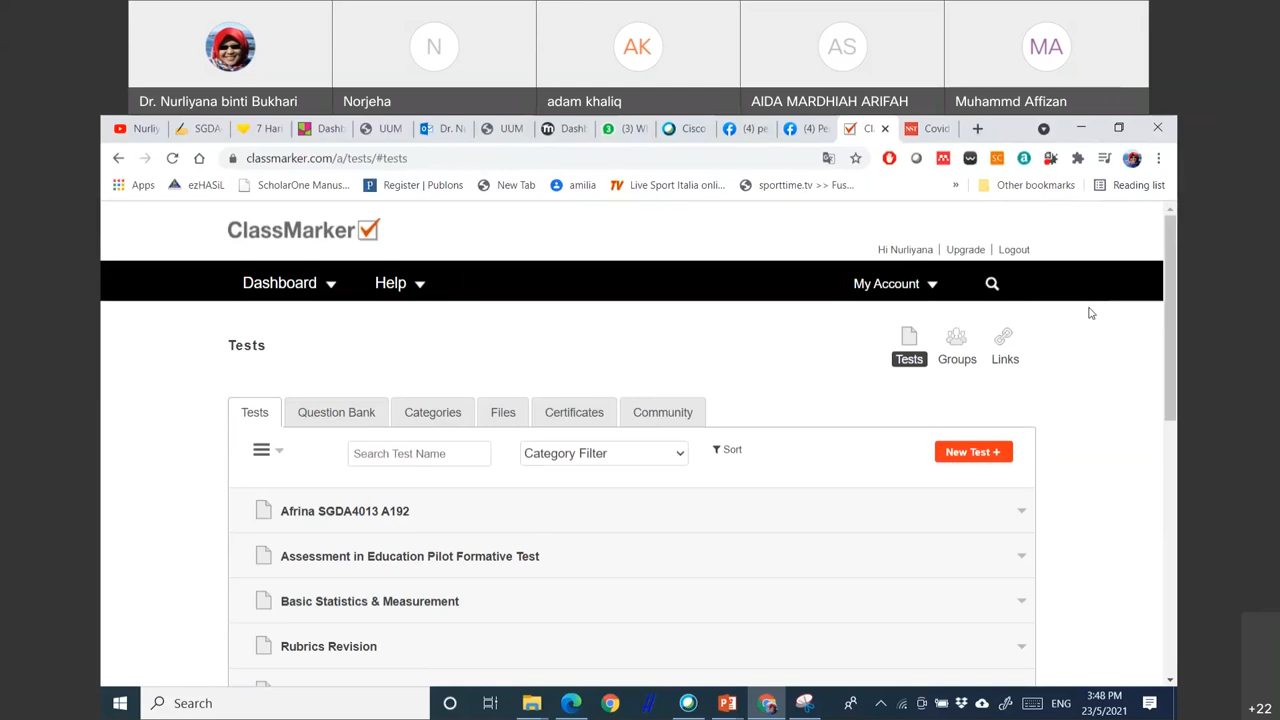 N
AK
AS
MA
Dr. Nurliyana binti Bukhari
Norjeha
adam khaliq
AIDA MARDHIAH ARIFAH
Muhammd Affizan
Nurliy
SGDA
7 Hari
Dashb
UUM
Dr. Nu
UUM
Dashb
(3) W
Cisco
(4) pe
(4) Pe
Cl
Covid
classmarker.com/a/tests/#tests
Apps
ezHASiL
ScholarOne Manus...
Register | Publons
New Tab
amilia
Live Sport Italia onlin...
sporttime.tv >> Fus...
»
Other bookmarks
Reading list
ClassMarker
Hi Nurliyana | Upgrade | Logout
Dashboard
Help
My Account
Tests
Tests
Groups
Links
Tests
Question Bank
Categories
Files
Certificates
Community
Search Test Name
Category Filter
Sort
New Test +
Afrina SGDA4013 A192
Assessment in Education Pilot Formative Test
Basic Statistics & Measurement
Rubrics Revision
Search
ENG
3:48 PM
23/5/2021
+22